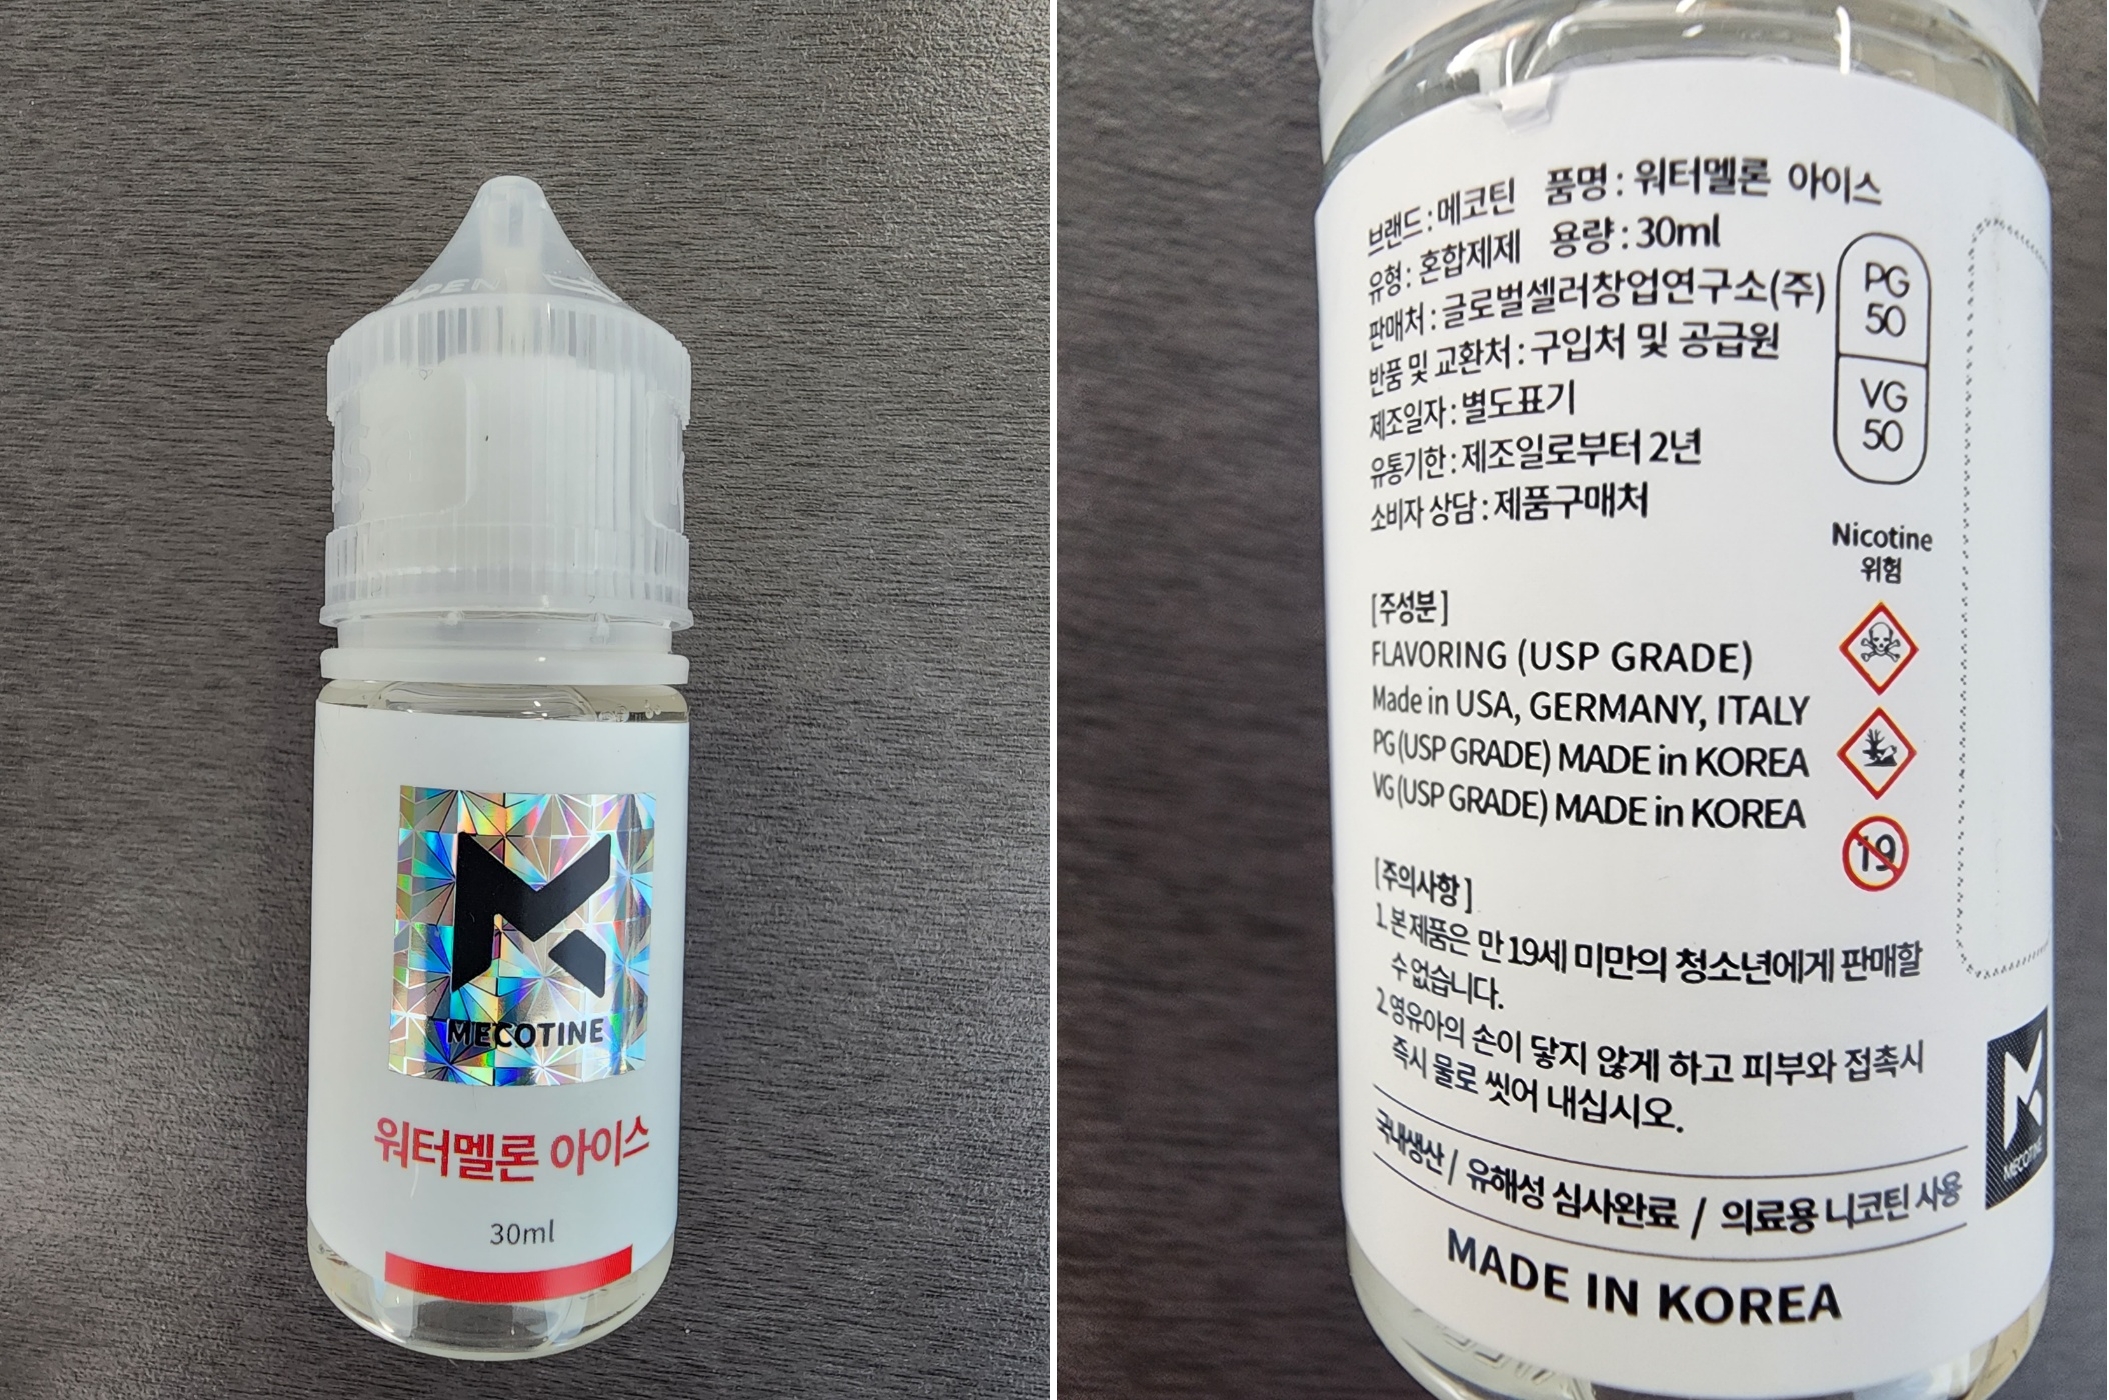 OPEN
MECOTINE
워터멜론 아이스
30ml
브랜드 : 메코틴 품명 : 워터멜론 아이스
유형 : 혼합제제 용량 : 30ml
판매처 : 글로벌셀러창업연구소(주)
반품 및 교환처 : 구입처 및 공급원
제조일자 : 별도표기
유통기한 : 제조일로부터 2년
소비자 상담 : 제품구매처
PG
50
VG
50
Nicotine
위험
[주성분]
FLAVORING (USP GRADE)
Made in USA, GERMANY, ITALY
PG (USP GRADE) MADE in KOREA
VG (USP GRADE) MADE in KOREA
19
[주의사항]
1. 본 제품은 만 19세 미만의 청소년에게 판매할
수 없습니다.
2. 영유아의 손이 닿지 않게 하고 피부와 접촉시
즉시 물로 씻어 내십시오.
국내생산 / 유해성 심사완료 / 의료용 니코틴 사용
MECOTINE
MADE IN KOREA